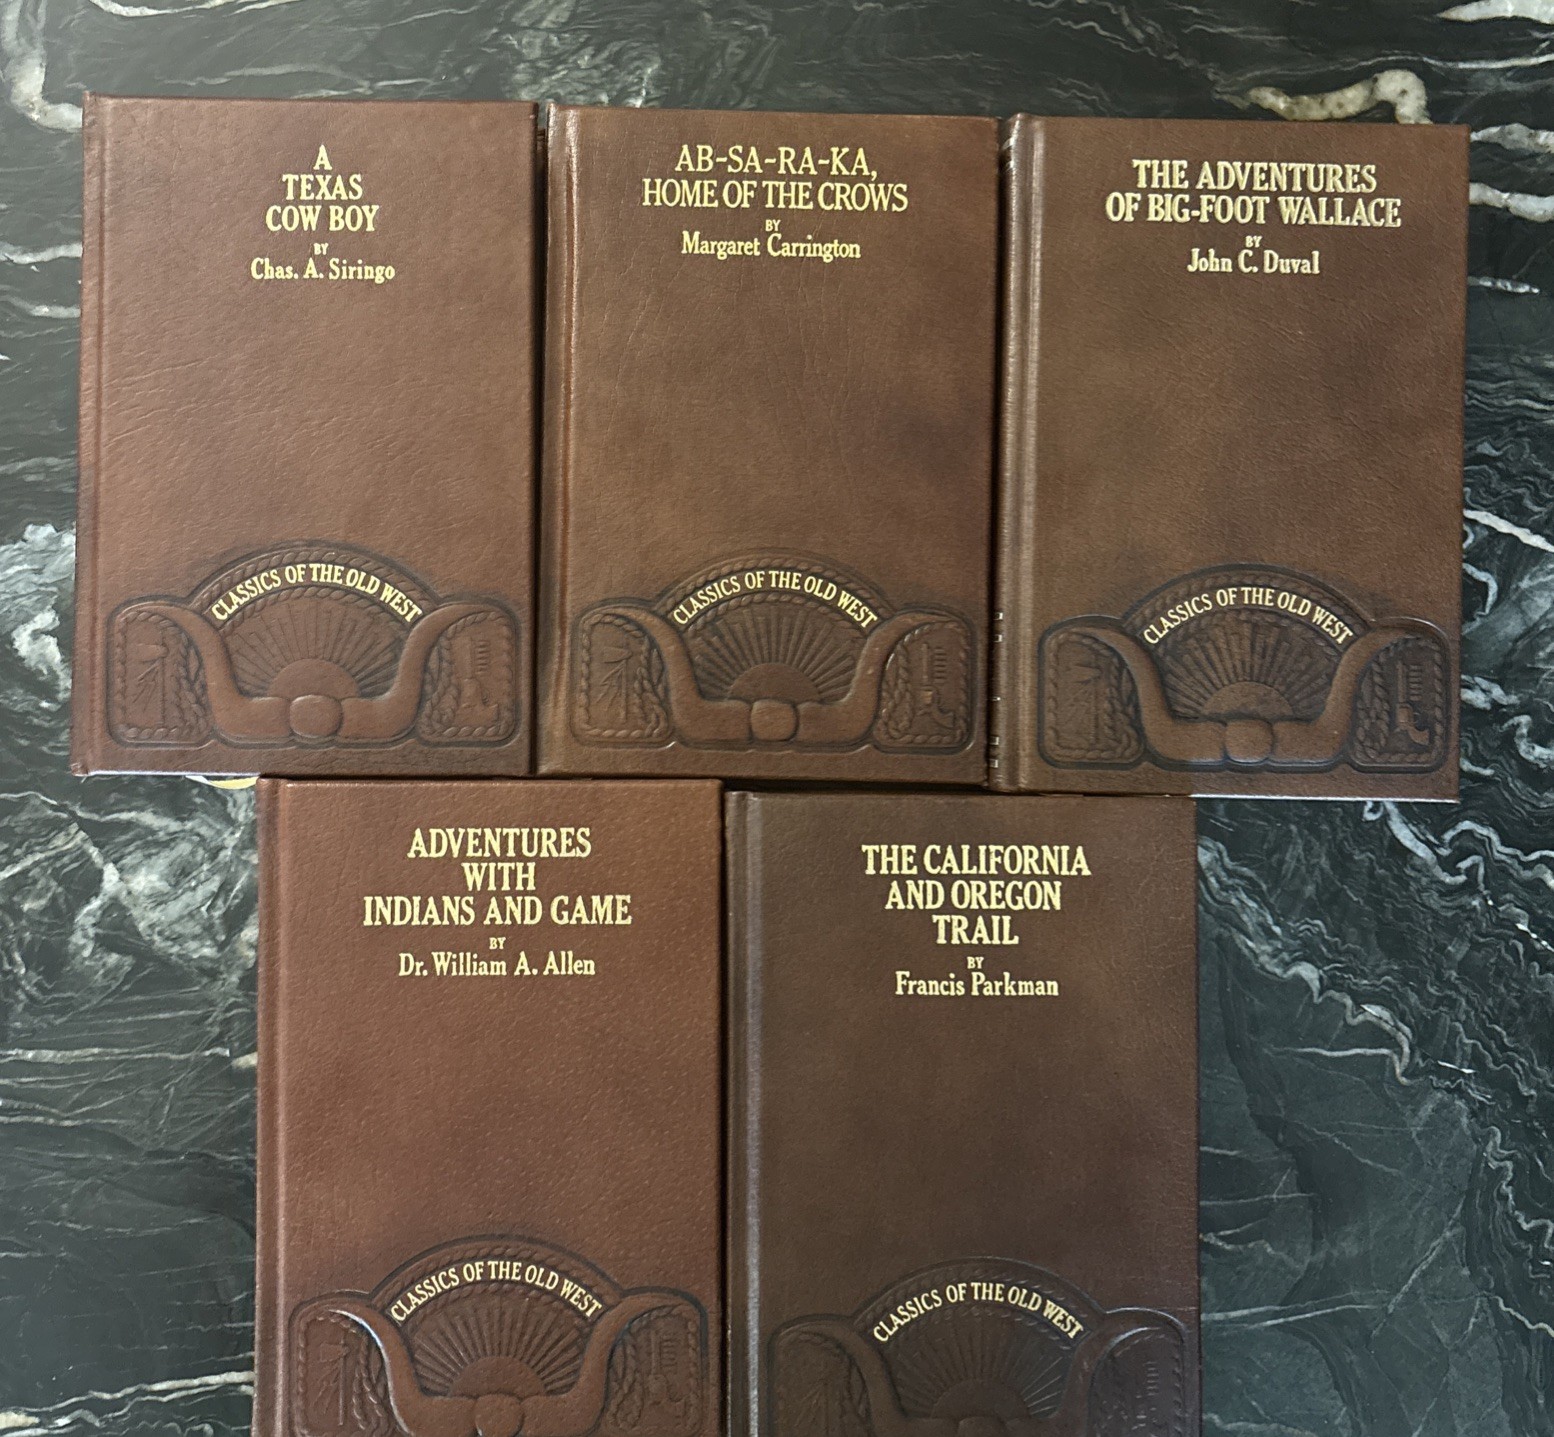 A
TEXAS
COW BOY
BY
Chas. A. Siringo
CLASSICS OF THE OLD WEST
AB-SA-RA-KA,
HOME OF THE CROWS
BY
Margaret Carrington
CLASSICS OF THE OLD WEST
THE ADVENTURES
OF BIG-FOOT WALLACE
BY
John C. Duval
CLASSICS OF THE OLD WEST
ADVENTURES
WITH
INDIANS AND GAME
BY
Dr. William A. Allen
CLASSICS OF THE OLD WEST
THE CALIFORNIA
AND OREGON
TRAIL
BY
Francis Parkman
CLASSICS OF THE OLD WEST